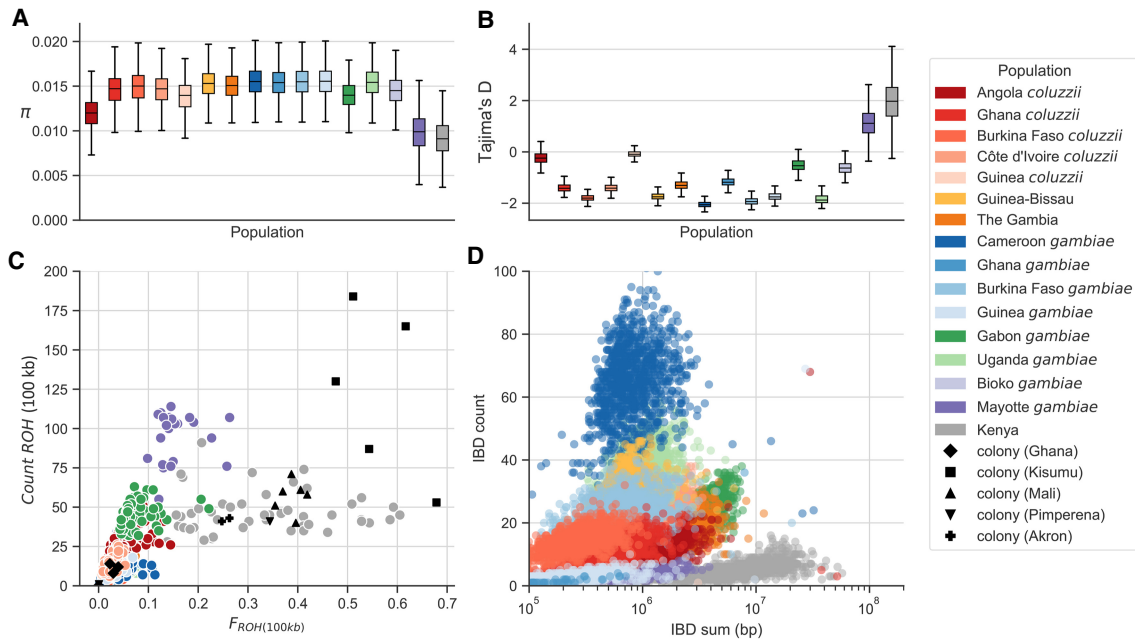 A
B
0.020
0.015
0.010
0.005
0.000
π
Population
4
2
0
−2
Tajima's D
Population
C
D
200
175
150
125
100
75
50
25
0
Count ROH (100 kb)
0.0 0.1 0.2 0.3 0.4 0.5 0.6 0.7
F_ROH(100kb)
100
80
60
40
20
0
IBD count
10^5 10^6 10^7 10^8
IBD sum (bp)
Population
Angola coluzzii
Ghana coluzzii
Burkina Faso coluzzii
Côte d'Ivoire coluzzii
Guinea coluzzii
Guinea-Bissau
The Gambia
Cameroon gambiae
Ghana gambiae
Burkina Faso gambiae
Guinea gambiae
Gabon gambiae
Uganda gambiae
Bioko gambiae
Mayotte gambiae
Kenya
colony (Ghana)
colony (Kisumu)
colony (Mali)
colony (Pimperena)
colony (Akron)